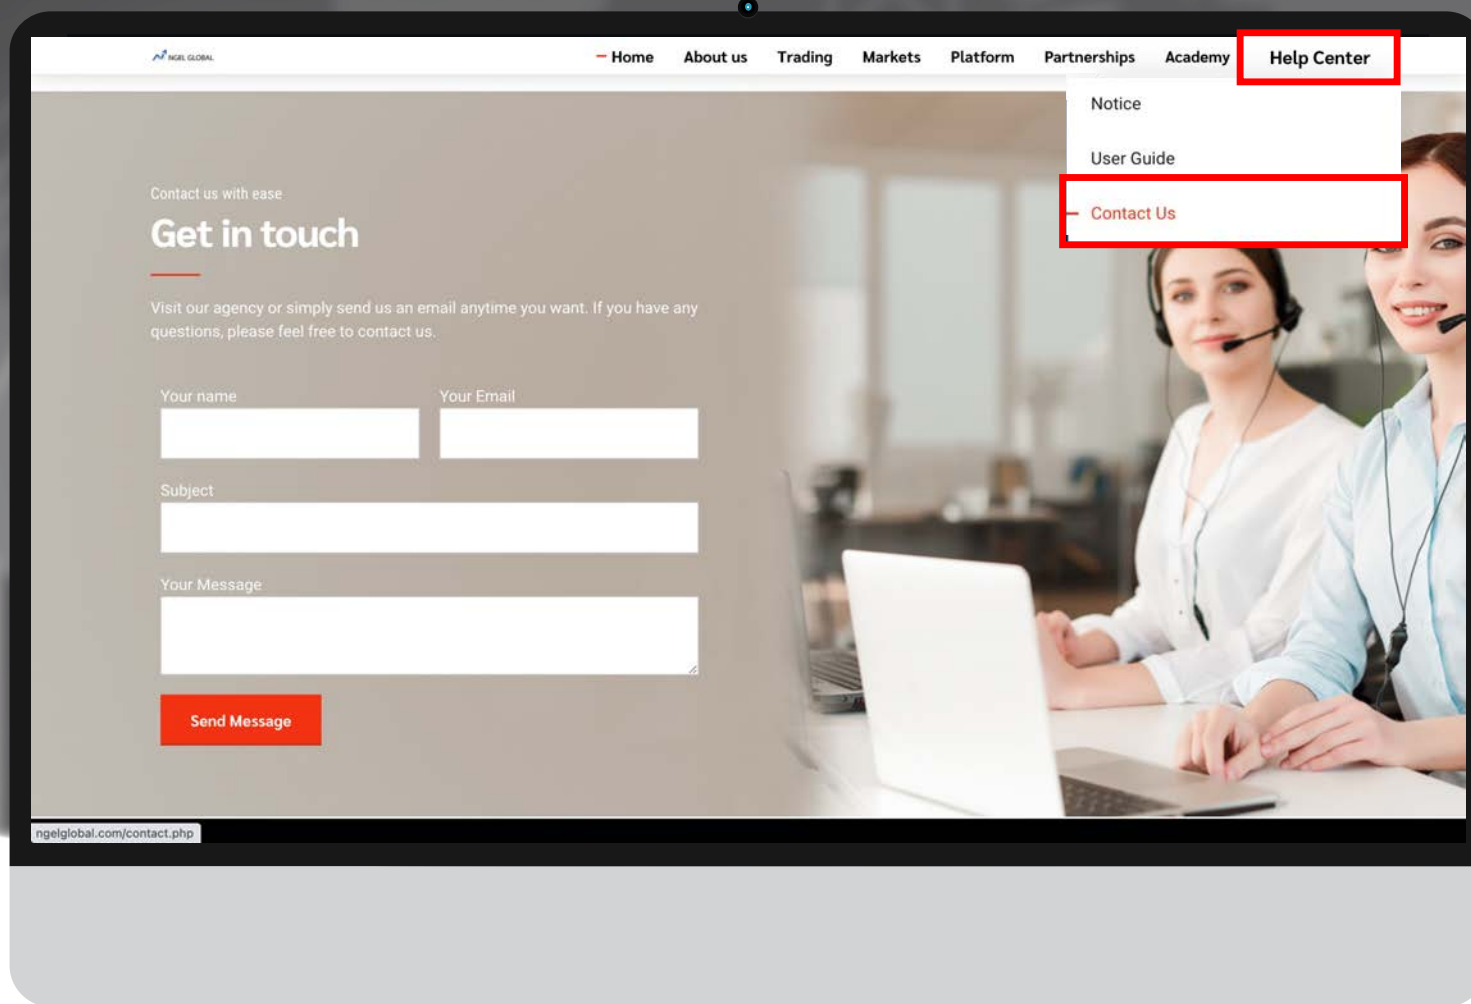 NGEL GLOBAL
Home About us Trading Markets Platform Partnerships Academy Help Center
Notice
User Guide
Contact Us
Contact us with ease
Get in touch
Visit our agency or simply send us an email anytime you want. If you have any
questions, please feel free to contact us.
Your name Your Email
Subject
Your Message
Send Message
ngelglobal.com/contact.php